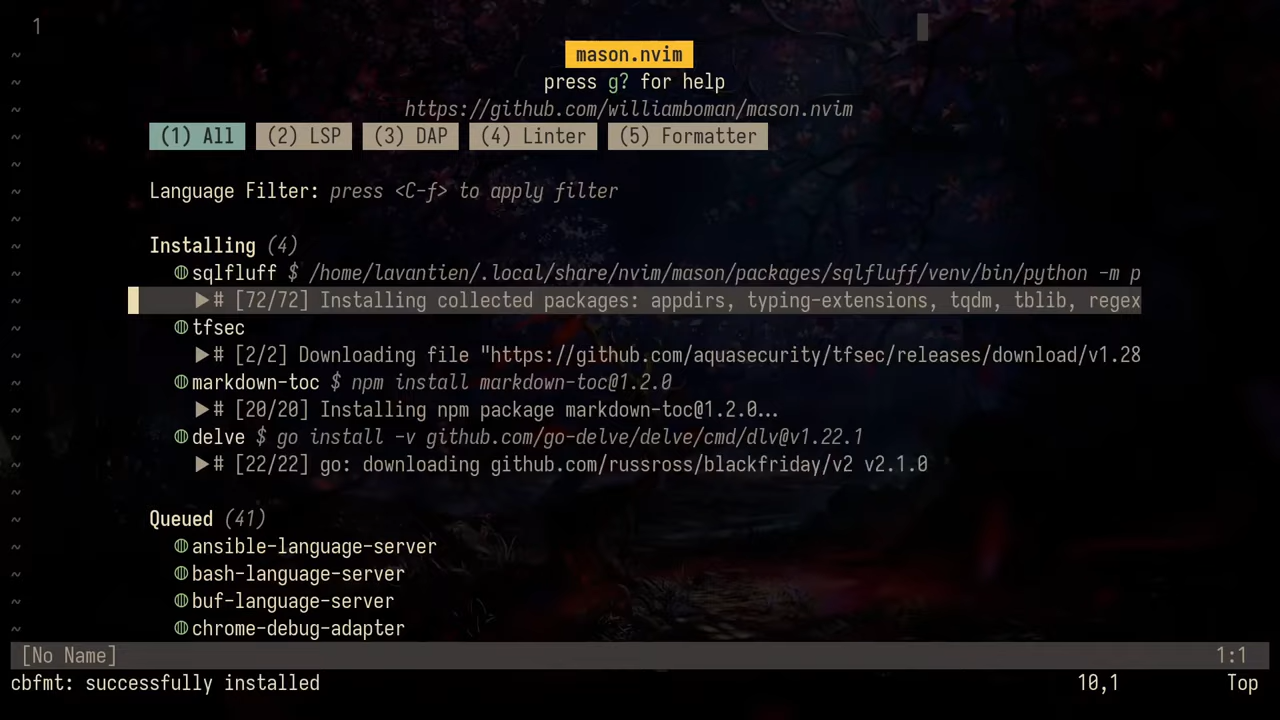 1
~ mason.nvim
~ press g? for help
~ https://github.com/williamboman/mason.nvim
~ (1) All (2) LSP (3) DAP (4) Linter (5) Formatter
~
~ Language Filter: press <C-f> to apply filter
~
~ Installing (4)
~ ◍ sqlfluff $ /home/lavantien/.local/share/nvim/mason/packages/sqlfluff/venv/bin/python -m p
~ ▶# [72/72] Installing collected packages: appdirs, typing-extensions, tqdm, tblib, regex
~ ◍ tfsec
~ ▶# [2/2] Downloading file "https://github.com/aquasecurity/tfsec/releases/download/v1.28
~ ◍ markdown-toc $ npm install markdown-toc@1.2.0
~ ▶# [20/20] Installing npm package markdown-toc@1.2.0…
~ ◍ delve $ go install -v github.com/go-delve/delve/cmd/dlv@v1.22.1
~ ▶# [22/22] go: downloading github.com/russross/blackfriday/v2 v2.1.0
~
~ Queued (41)
~ ◍ ansible-language-server
~ ◍ bash-language-server
~ ◍ buf-language-server
~ ◍ chrome-debug-adapter
[No Name] 1:1
cbfmt: successfully installed 10,1 Top